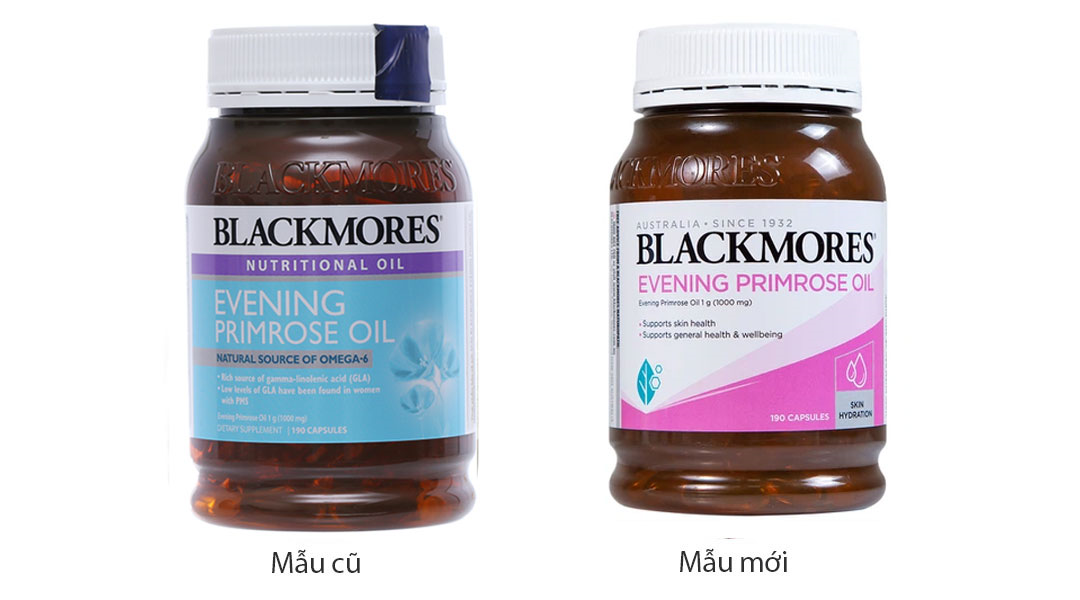 BLACKMORES
BLACKMORES®
NUTRITIONAL OIL
EVENING
PRIMROSE OIL
NATURAL SOURCE OF OMEGA-6
• Rich source of gamma-linolenic acid (GLA)
• Low levels of GLA have been found in women
with PMS
Evening Primrose Oil 1 g (1000 mg)
DIETARY SUPPLEMENT | 190 CAPSULES
Mẫu cũ
BLACKMORES
AUSTRALIA • SINCE 1932
BLACKMORES®
EVENING PRIMROSE OIL
Evening Primrose Oil 1 g (1000 mg)
• Supports skin health
• Supports general health & wellbeing
190 CAPSULES
SKIN
HYDRATION
Mẫu mới